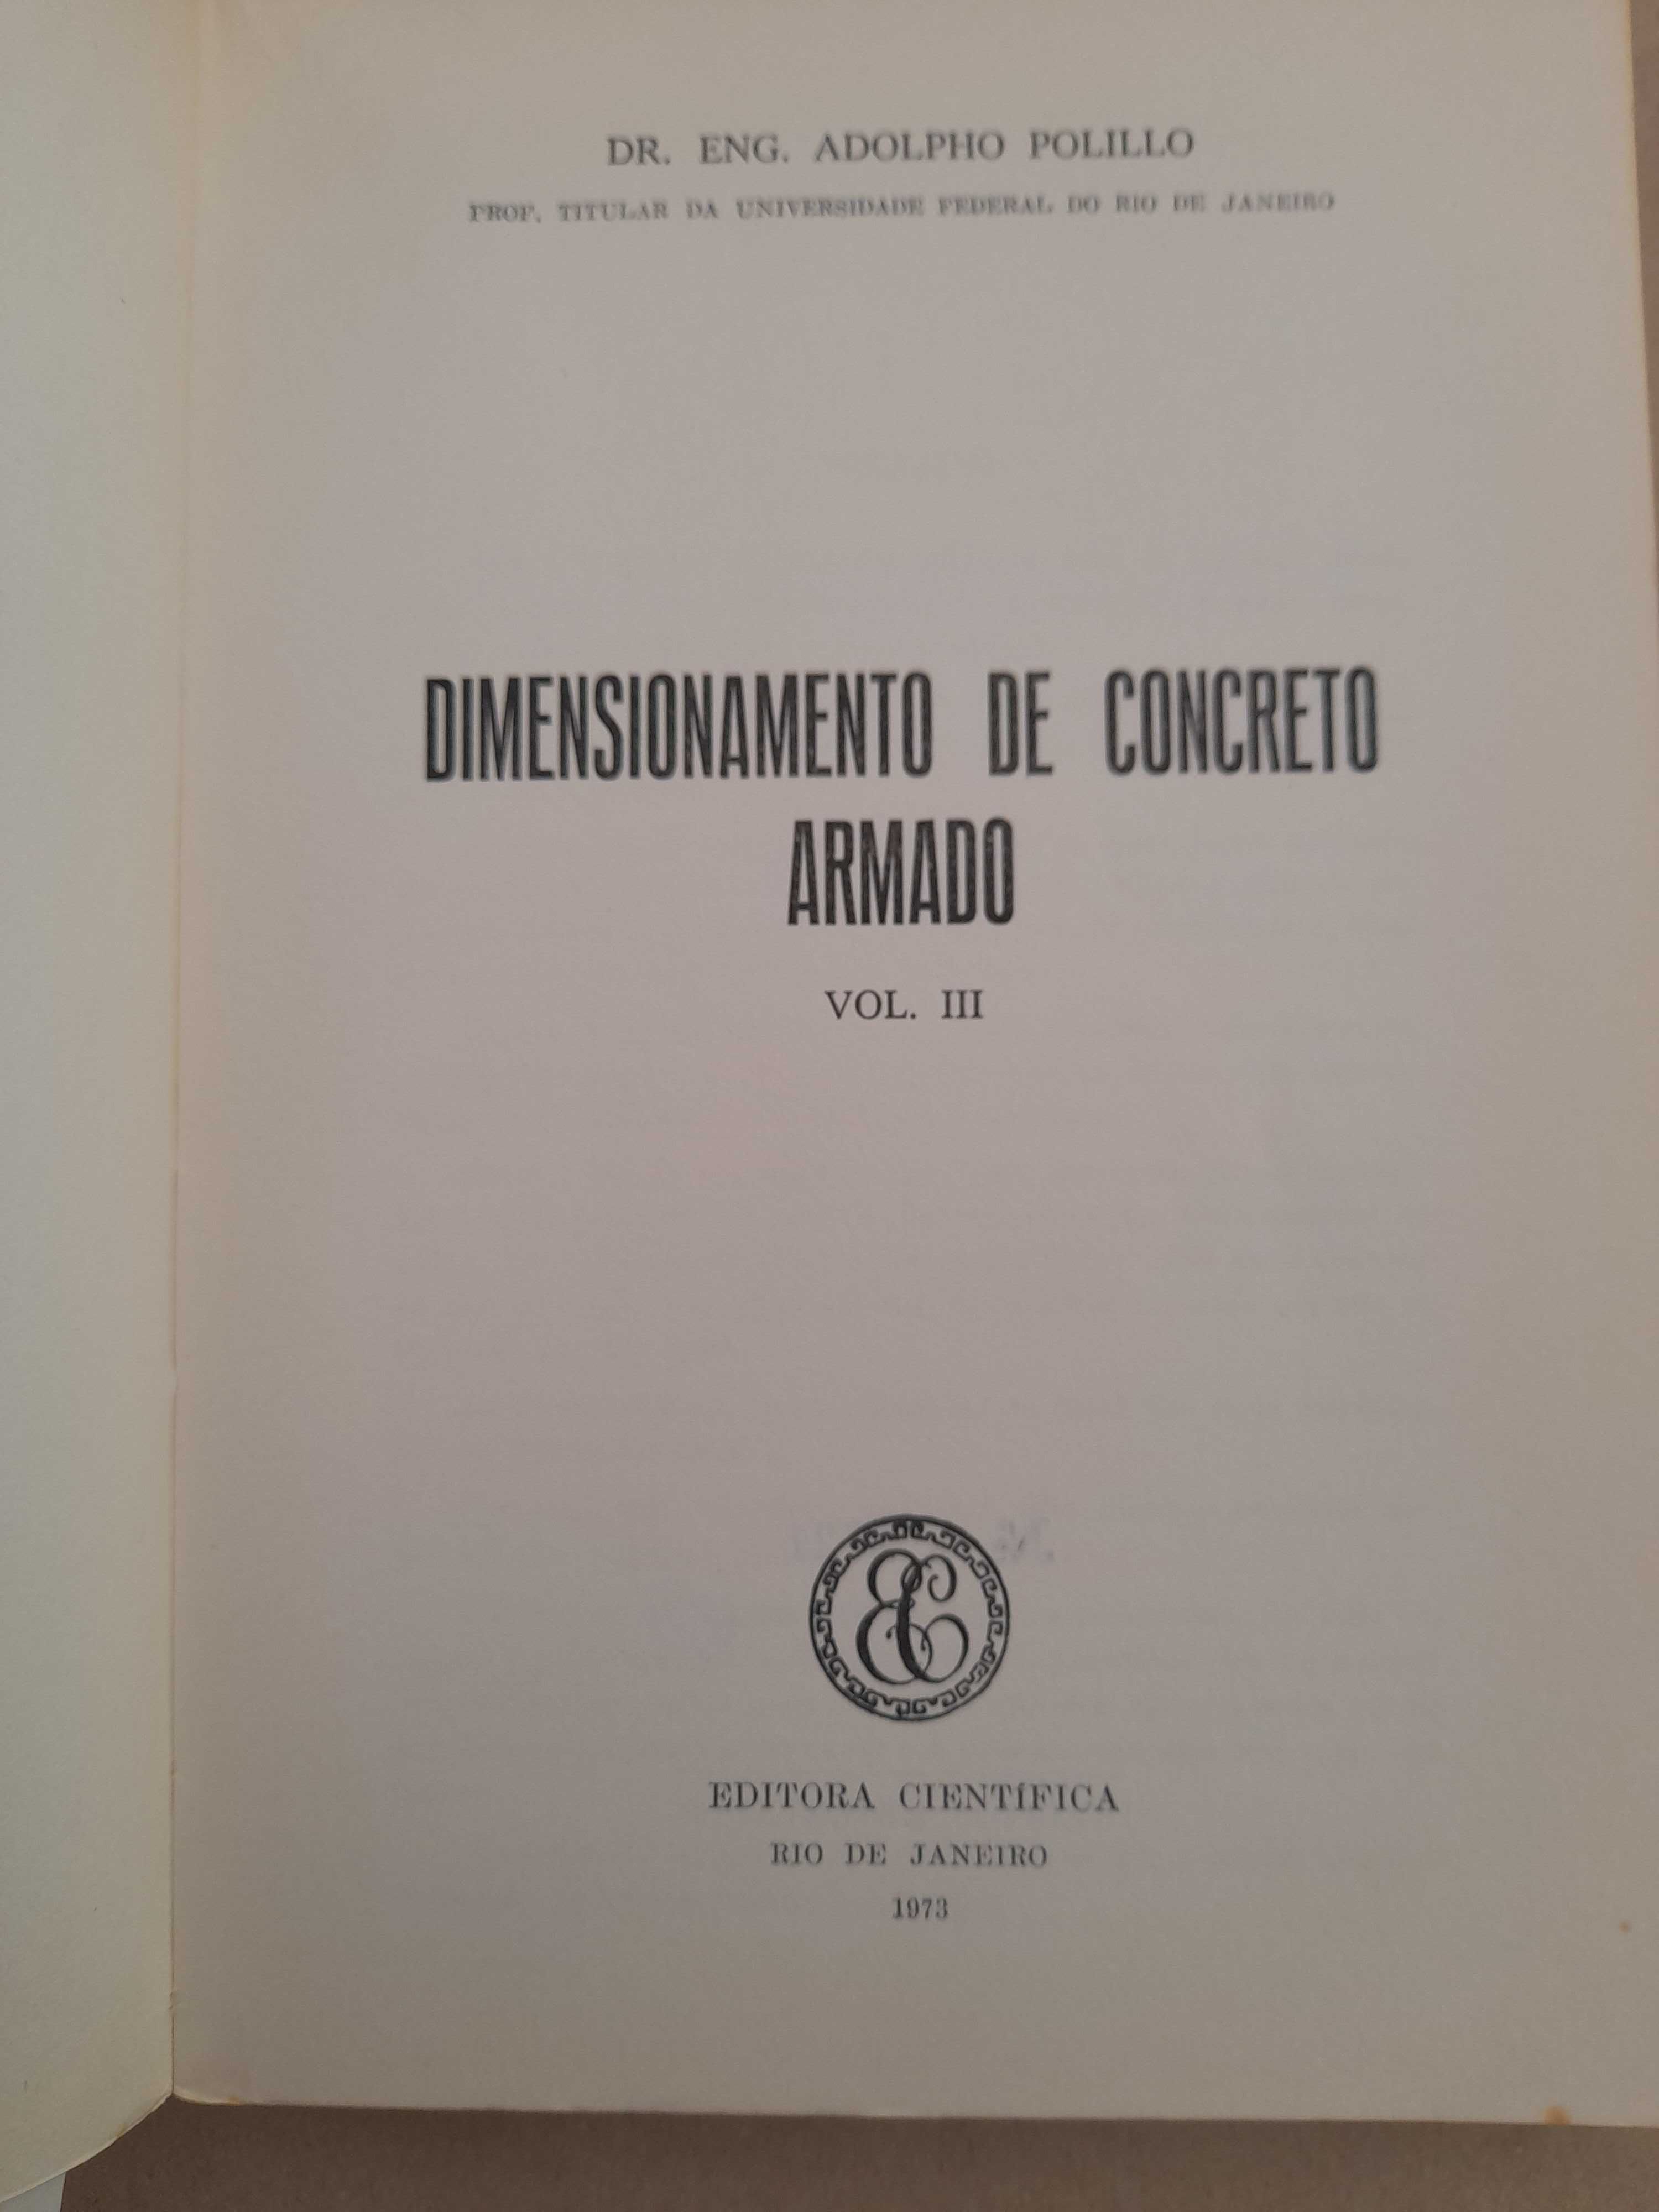 DR. ENG. ADOLPHO POLILLO
PROF. TITULAR DA UNIVERSIDADE FEDERAL DO RIO DE JANEIRO
DIMENSIONAMENTO DE CONCRETO
ARMADO
VOL. III
EC
EDITORA CIENTÍFICA
RIO DE JANEIRO
1973